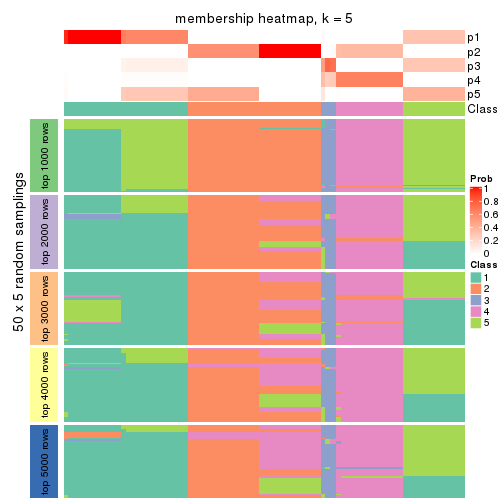 membership heatmap, k = 5
p1
p2
p3
p4
p5
Class
50 x 5 random samplings
top 1000 rows
top 2000 rows
top 3000 rows
top 4000 rows
top 5000 rows
Prob
1
0.8
0.6
0.4
0.2
0
Class
1
2
3
4
5